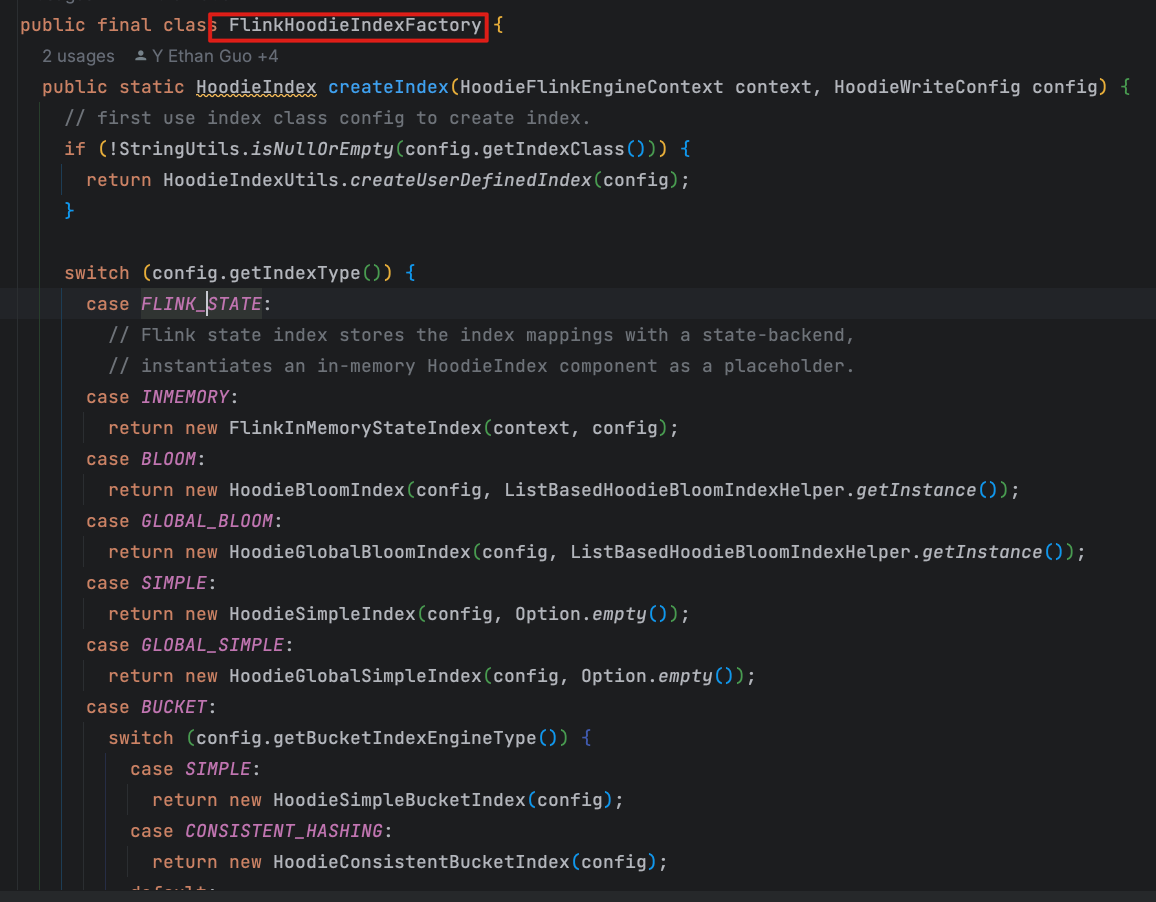 public final class FlinkHoodieIndexFactory {
2 usages Y Ethan Guo +4
public static HoodieIndex createIndex(HoodieFlinkEngineContext context, HoodieWriteConfig config) {
// first use index class config to create index.
if (!StringUtils.isNullOrEmpty(config.getIndexClass())) {
return HoodieIndexUtils.createUserDefinedIndex(config);
}
switch (config.getIndexType()) {
case FLINK_STATE:
// Flink state index stores the index mappings with a state-backend,
// instantiates an in-memory HoodieIndex component as a placeholder.
case INMEMORY:
return new FlinkInMemoryStateIndex(context, config);
case BLOOM:
return new HoodieBloomIndex(config, ListBasedHoodieBloomIndexHelper.getInstance());
case GLOBAL_BLOOM:
return new HoodieGlobalBloomIndex(config, ListBasedHoodieBloomIndexHelper.getInstance());
case SIMPLE:
return new HoodieSimpleIndex(config, Option.empty());
case GLOBAL_SIMPLE:
return new HoodieGlobalSimpleIndex(config, Option.empty());
case BUCKET:
switch (config.getBucketIndexEngineType()) {
case SIMPLE:
return new HoodieSimpleBucketIndex(config);
case CONSISTENT_HASHING:
return new HoodieConsistentBucketIndex(config);
default: